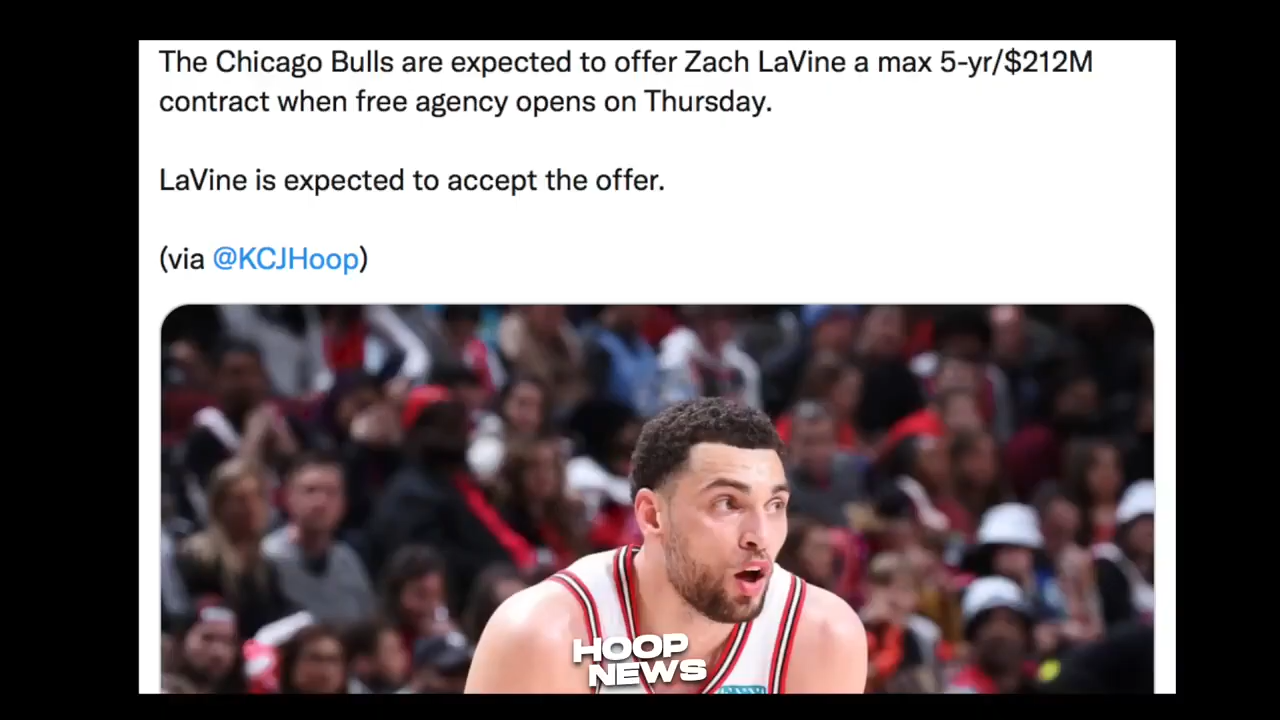 The Chicago Bulls are expected to offer Zach LaVine a max 5-yr/$212M
contract when free agency opens on Thursday.
LaVine is expected to accept the offer.
(via @KCJHoop)
HOOP
NEWS